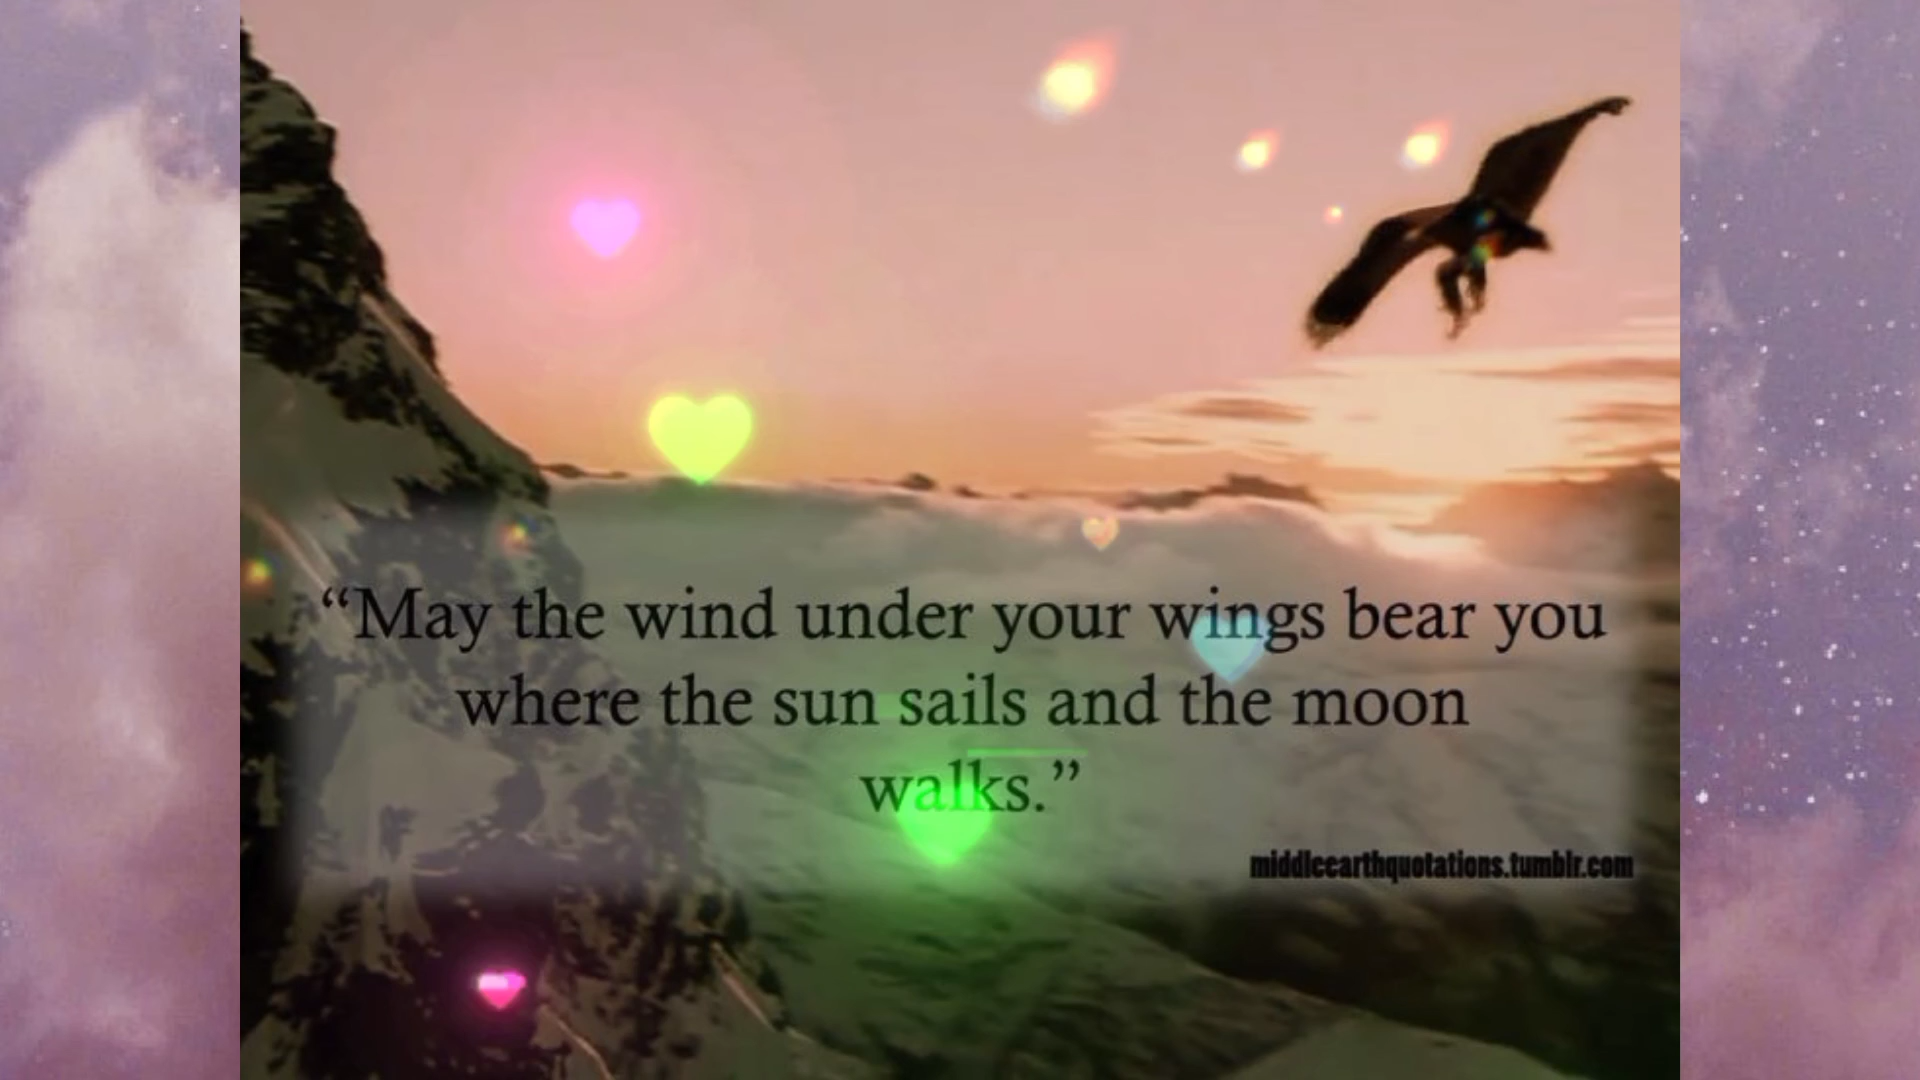 “May the wind under your wings bear you
where the sun sails and the moon
walks.”
middleearthquotations.tumblr.com